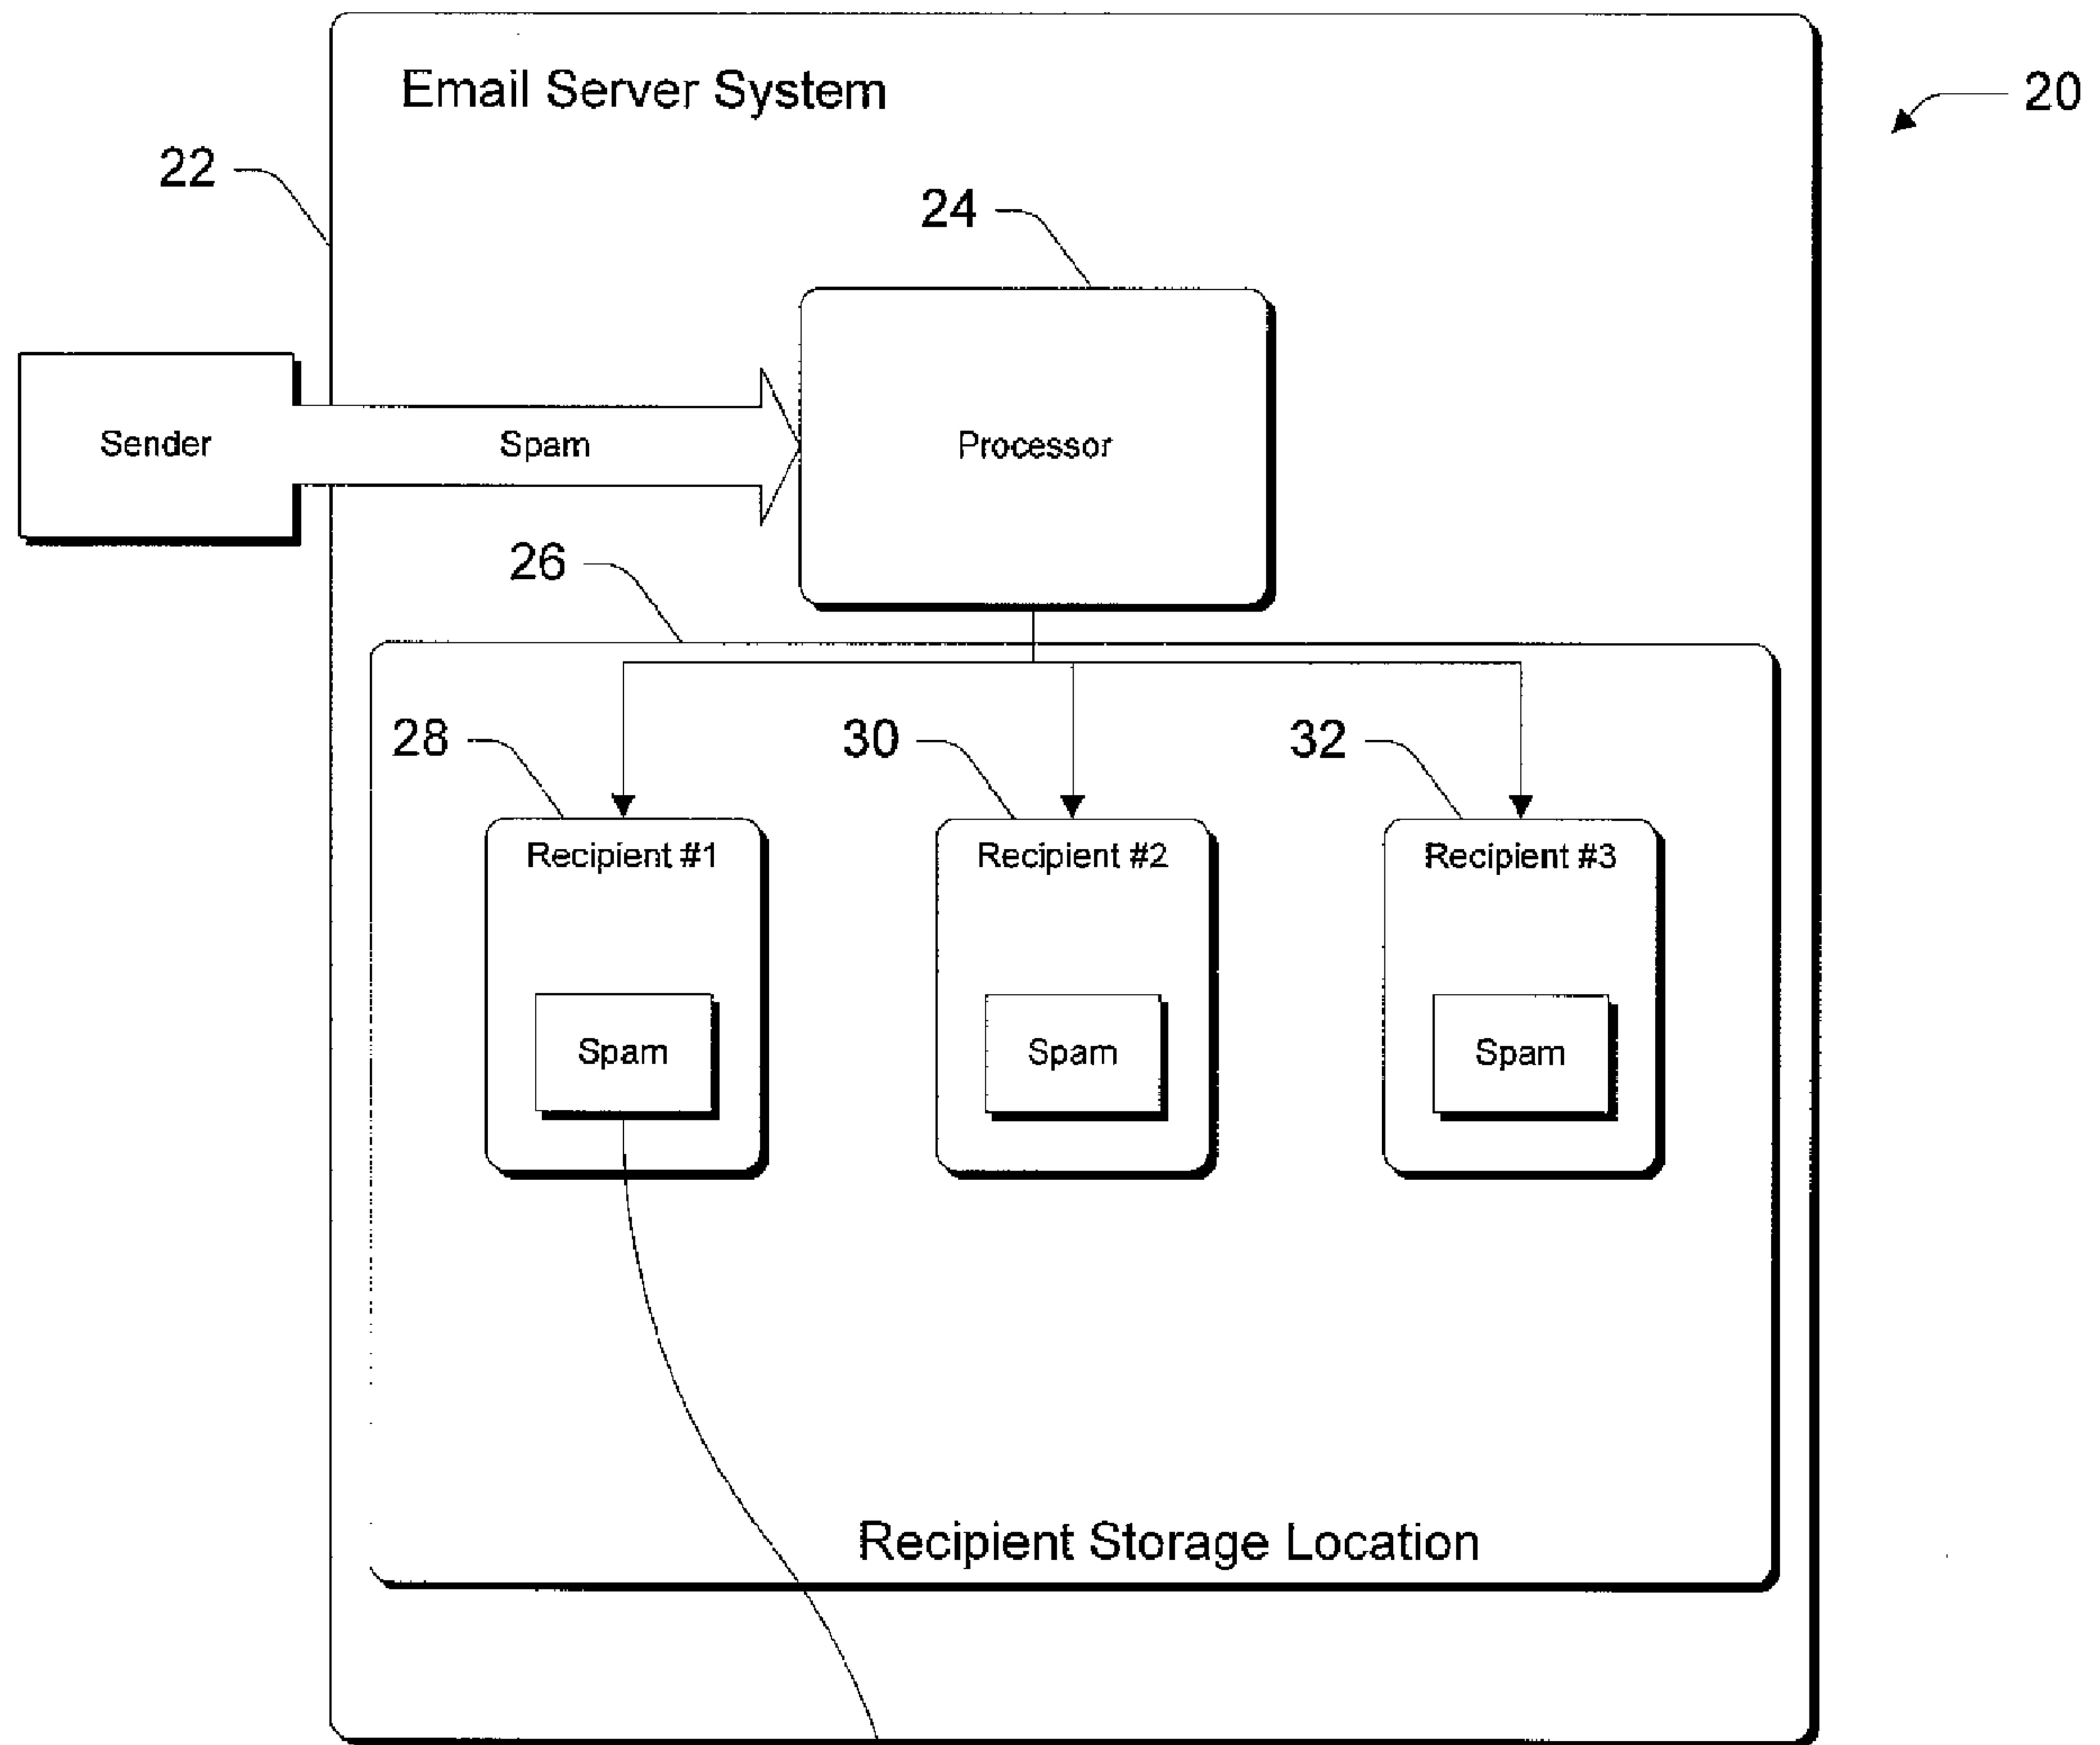 Email Server System
20
22
24
Sender
Spam
Processor
26
28
30
32
Recipient #1
Recipient #2
Recipient #3
Spam
Spam
Spam
Recipient Storage Location